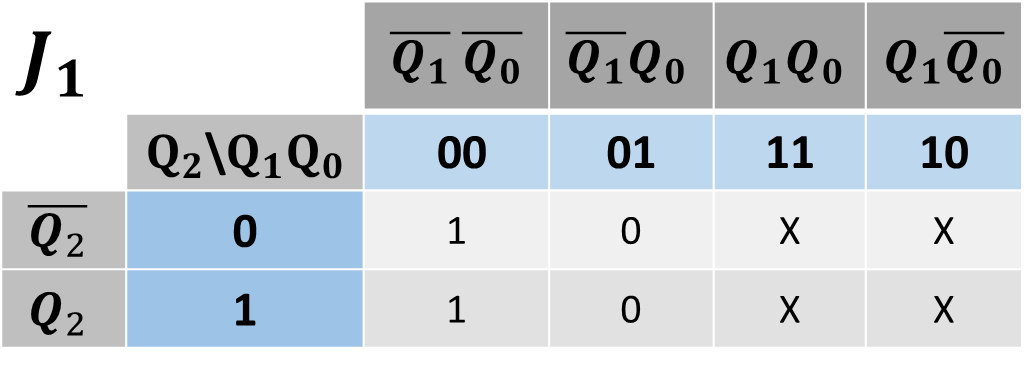 J₁ Q̅₁ Q̅₀ Q̅₁Q₀ Q₁Q₀ Q₁Q̅₀
Q₂\Q₁Q₀ 00 01 11 10
Q̅₂ 0 1 0 X X
Q₂ 1 1 0 X X